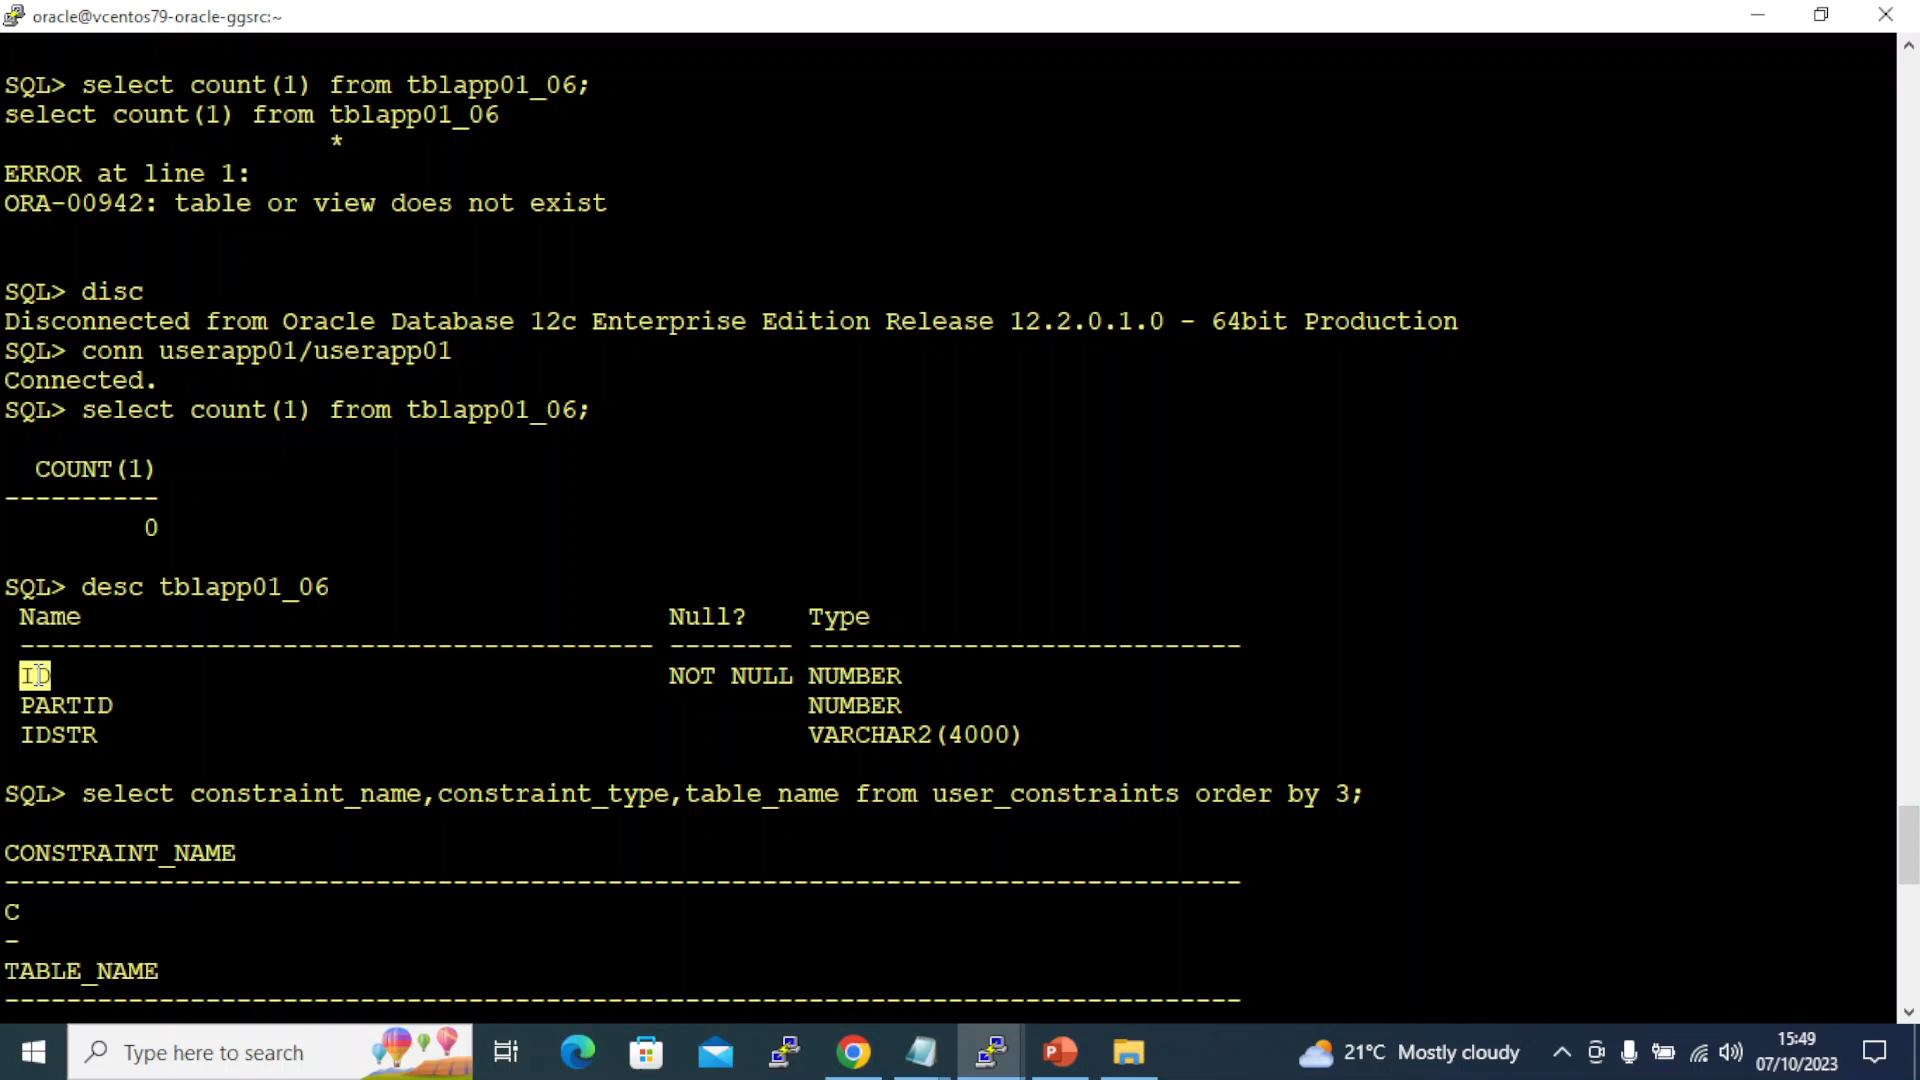 oracle@vcentos79-oracle-ggsrc:~
SQL> select count(1) from tblapp01_06;
select count(1) from tblapp01_06
*
ERROR at line 1:
ORA-00942: table or view does not exist
SQL> disc
Disconnected from Oracle Database 12c Enterprise Edition Release 12.2.0.1.0 - 64bit Production
SQL> conn userapp01/userapp01
Connected.
SQL> select count(1) from tblapp01_06;
COUNT(1)
----------
0
SQL> desc tblapp01_06
Name Null? Type
----------------------------------------- -------- ----------------------------
ID NOT NULL NUMBER
PARTID NUMBER
IDSTR VARCHAR2(4000)
SQL> select constraint_name,constraint_type,table_name from user_constraints order by 3;
CONSTRAINT_NAME
--------------------------------------------------------------------------------
C
-
TABLE_NAME
--------------------------------------------------------------------------------
Type here to search
21°C Mostly cloudy
15:49
07/10/2023